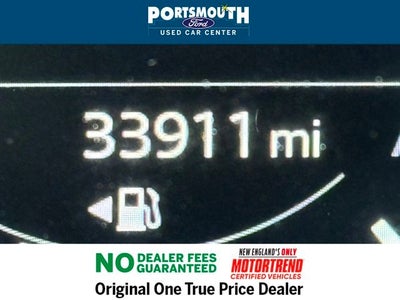 PORTSMOUTH
Ford
USED CAR CENTER
33911 mi
NO DEALER FEES
GUARANTEED
NEW ENGLAND'S ONLY
MOTORTREND
CERTIFIED VEHICLES
Original One True Price Dealer